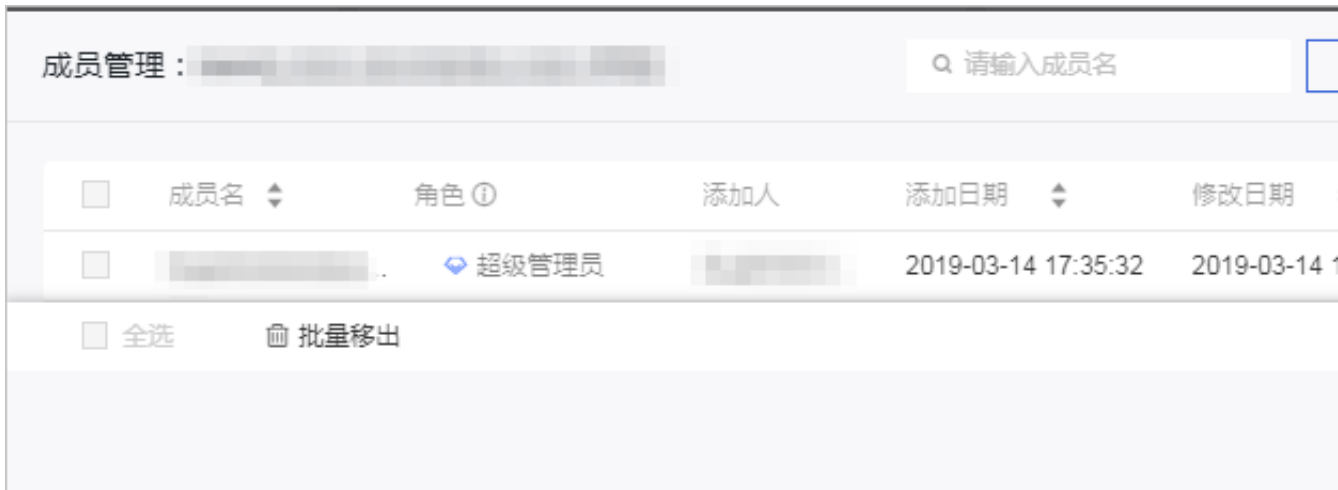 成员管理：
请输入成员名
成员名 角色 添加人 添加日期 修改日期
超级管理员 2019-03-14 17:35:32 2019-03-14
全选 批量移出